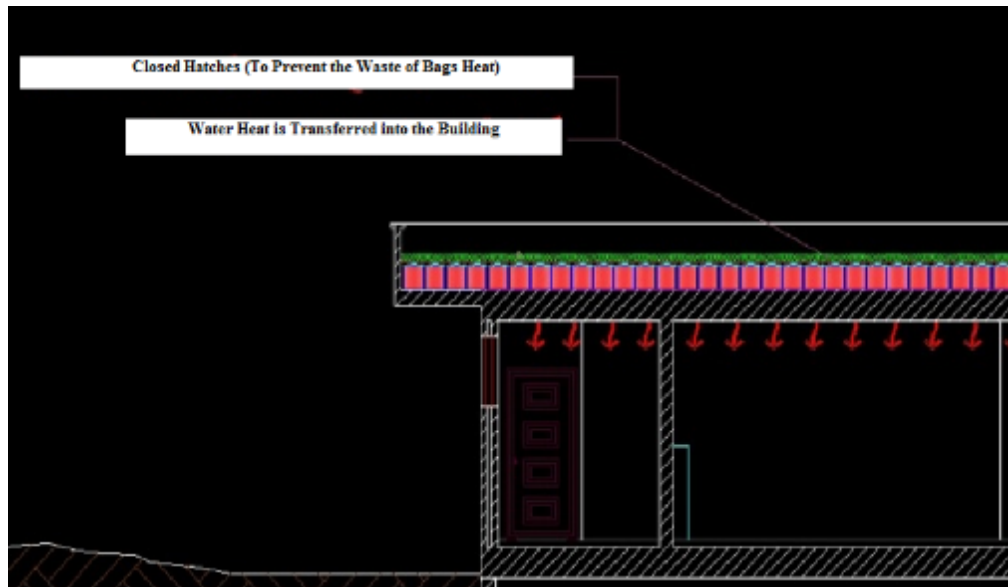 Closed Hatches (To Prevent the Waste of Bags Heat)
Water Heat is Transferred into the Building